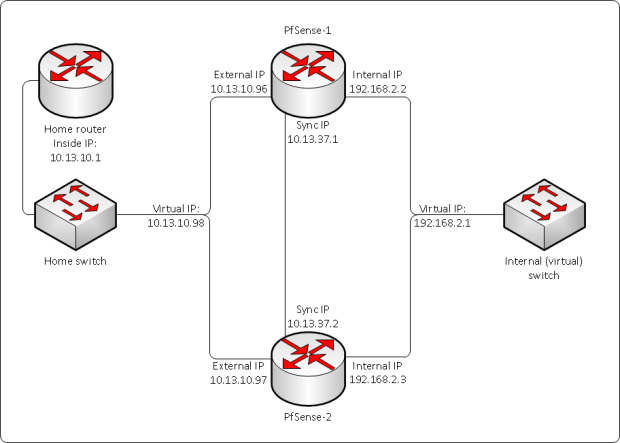 PfSense-1
External IP
10.13.10.96
Internal IP
192.168.2.2
Sync IP
10.13.37.1
Home router
Inside IP:
10.13.10.1
Virtual IP:
10.13.10.98
Virtual IP:
192.168.2.1
Home switch
Internal (virtual)
switch
Sync IP
10.13.37.2
External IP
10.13.10.97
Internal IP
192.168.2.3
PfSense-2